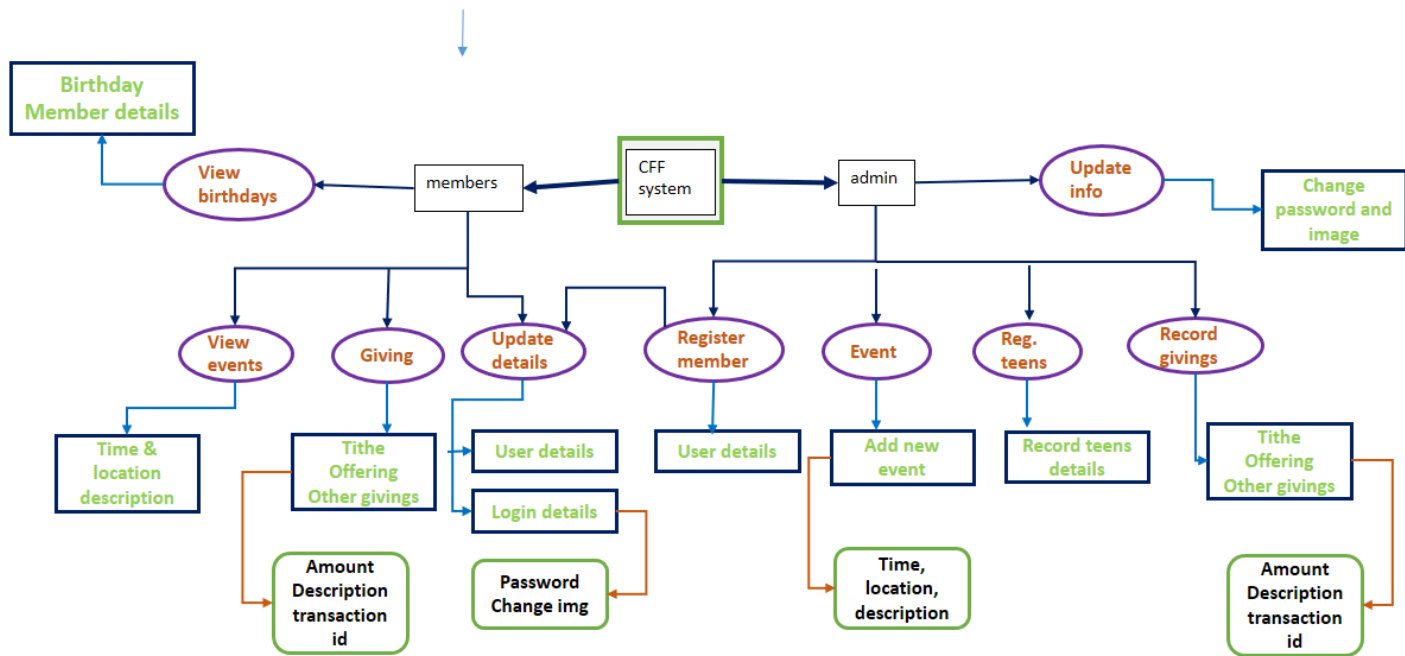 Birthday
Member details
View
birthdays
members
CFF
system
admin
Update
info
Change
password and
image
View
events
Giving
Update
details
Register
member
Event
Reg.
teens
Record
givings
Time &
location
description
Tithe
Offering
Other givings
User details
Login details
User details
Add new
event
Record teens
details
Tithe
Offering
Other givings
Amount
Description
transaction
id
Password
Change img
Time,
location,
description
Amount
Description
transaction
id